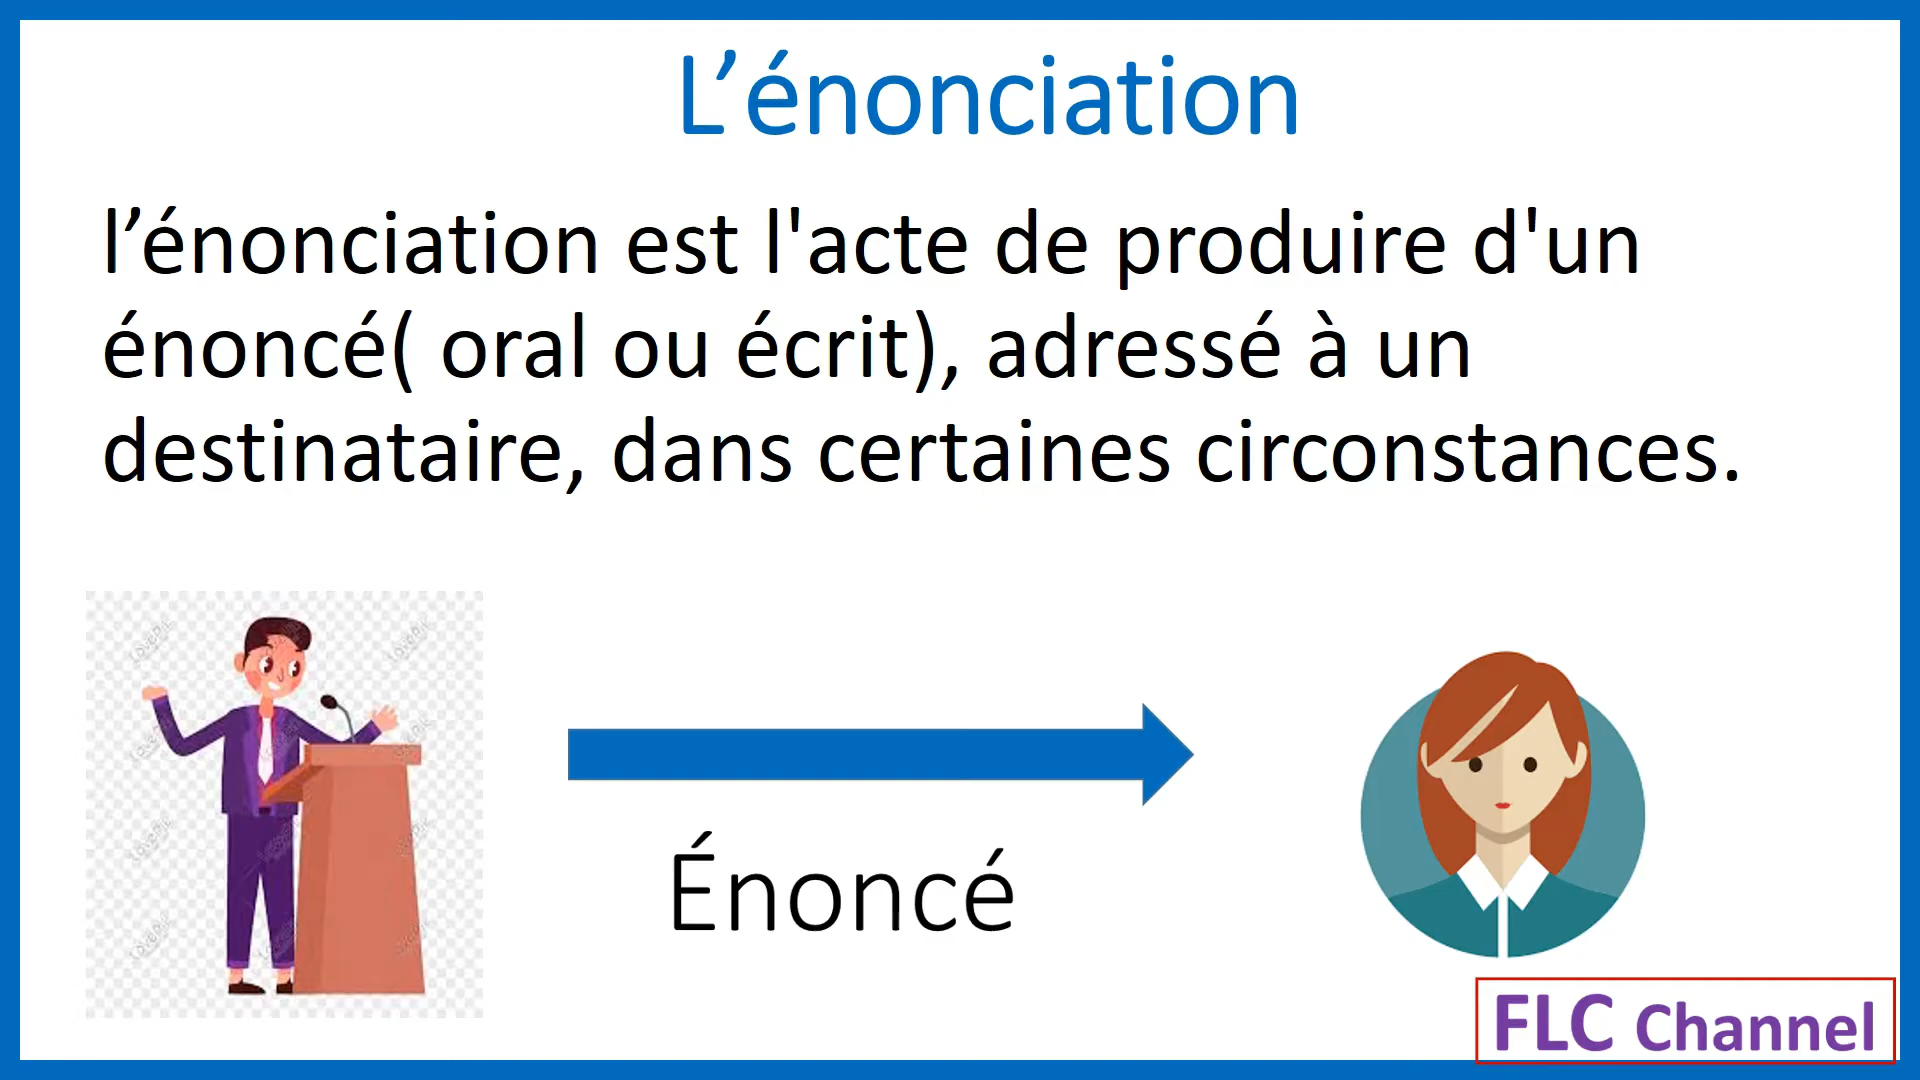 L’énonciation
l’énonciation est l'acte de produire d'un
énoncé( oral ou écrit), adressé à un
destinataire, dans certaines circonstances.
Énoncé
FLC Channel